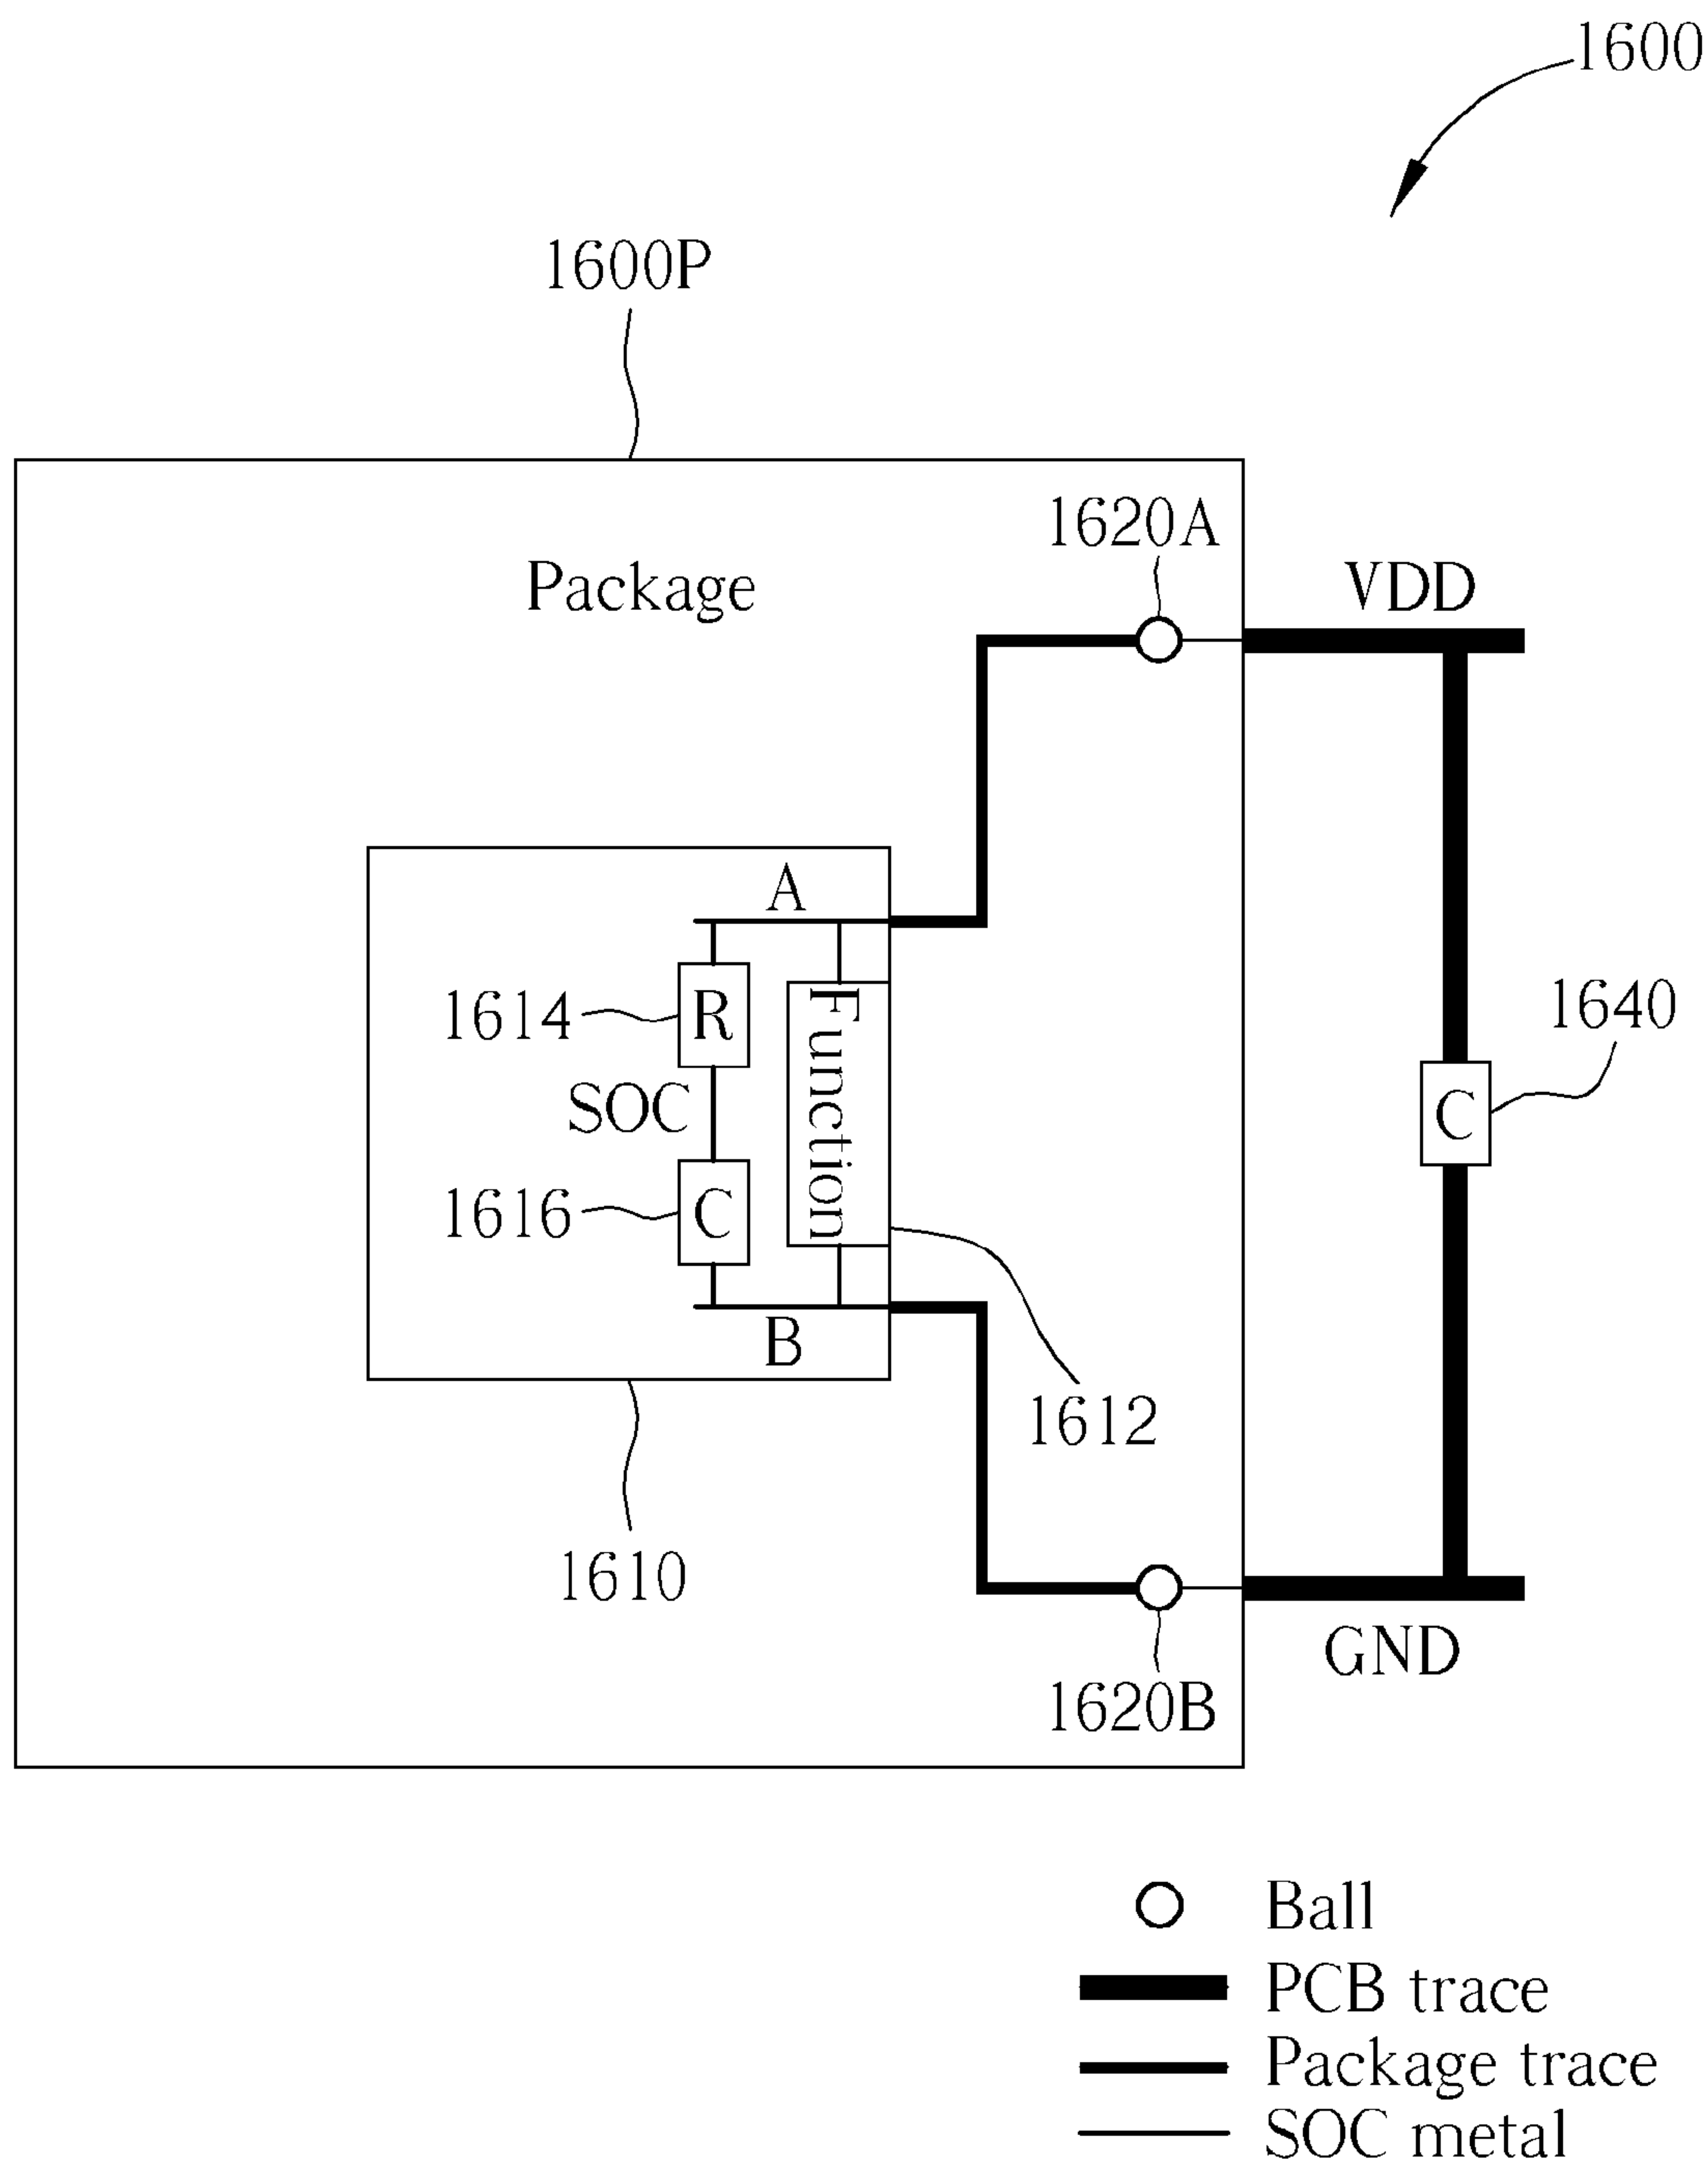 1600
1600P
1620A
Package
VDD
A
1614
R
Function
1640
SOC
C
1616
C
B
1612
1610
GND
1620B
Ball
PCB trace
Package trace
SOC metal